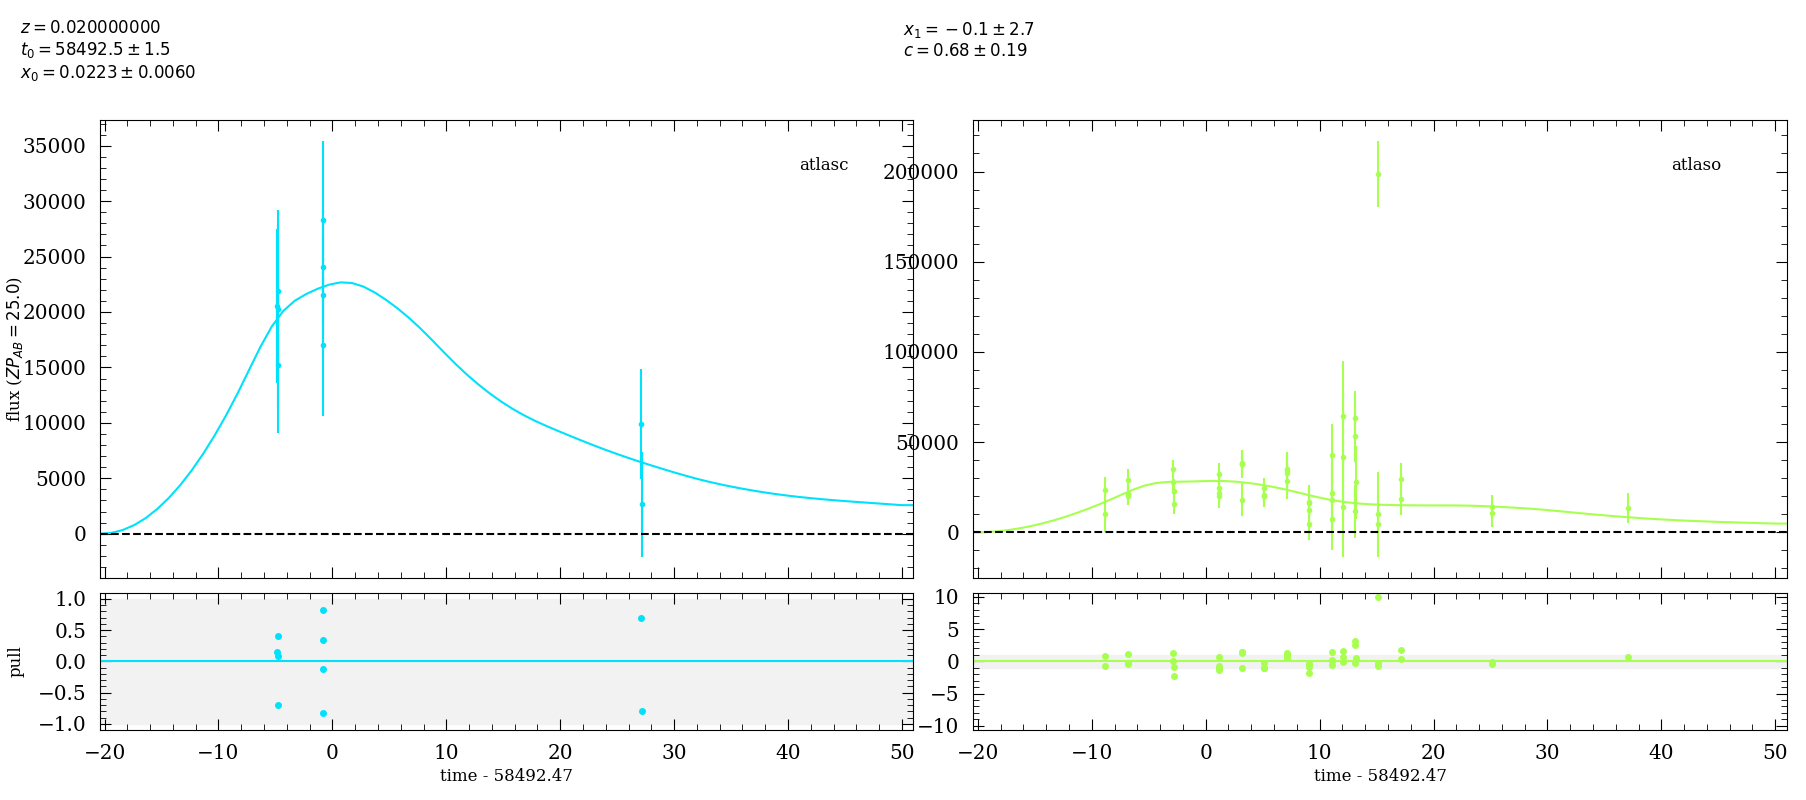 z = 0.020000000
t₀ = 58492.5 ± 1.5
x₀ = 0.0223 ± 0.0060
x₁ = −0.1 ± 2.7
c = 0.68 ± 0.19
atlasc
35000
30000
25000
20000
15000
10000
5000
0
flux (ZP_AB = 25.0)
atlaso
200000
150000
100000
50000
0
1.0
0.5
0.0
−0.5
−1.0
pull
−20 −10 0 10 20 30 40 50
time - 58492.47
10
5
0
−5
−10
−20 −10 0 10 20 30 40 50
time - 58492.47